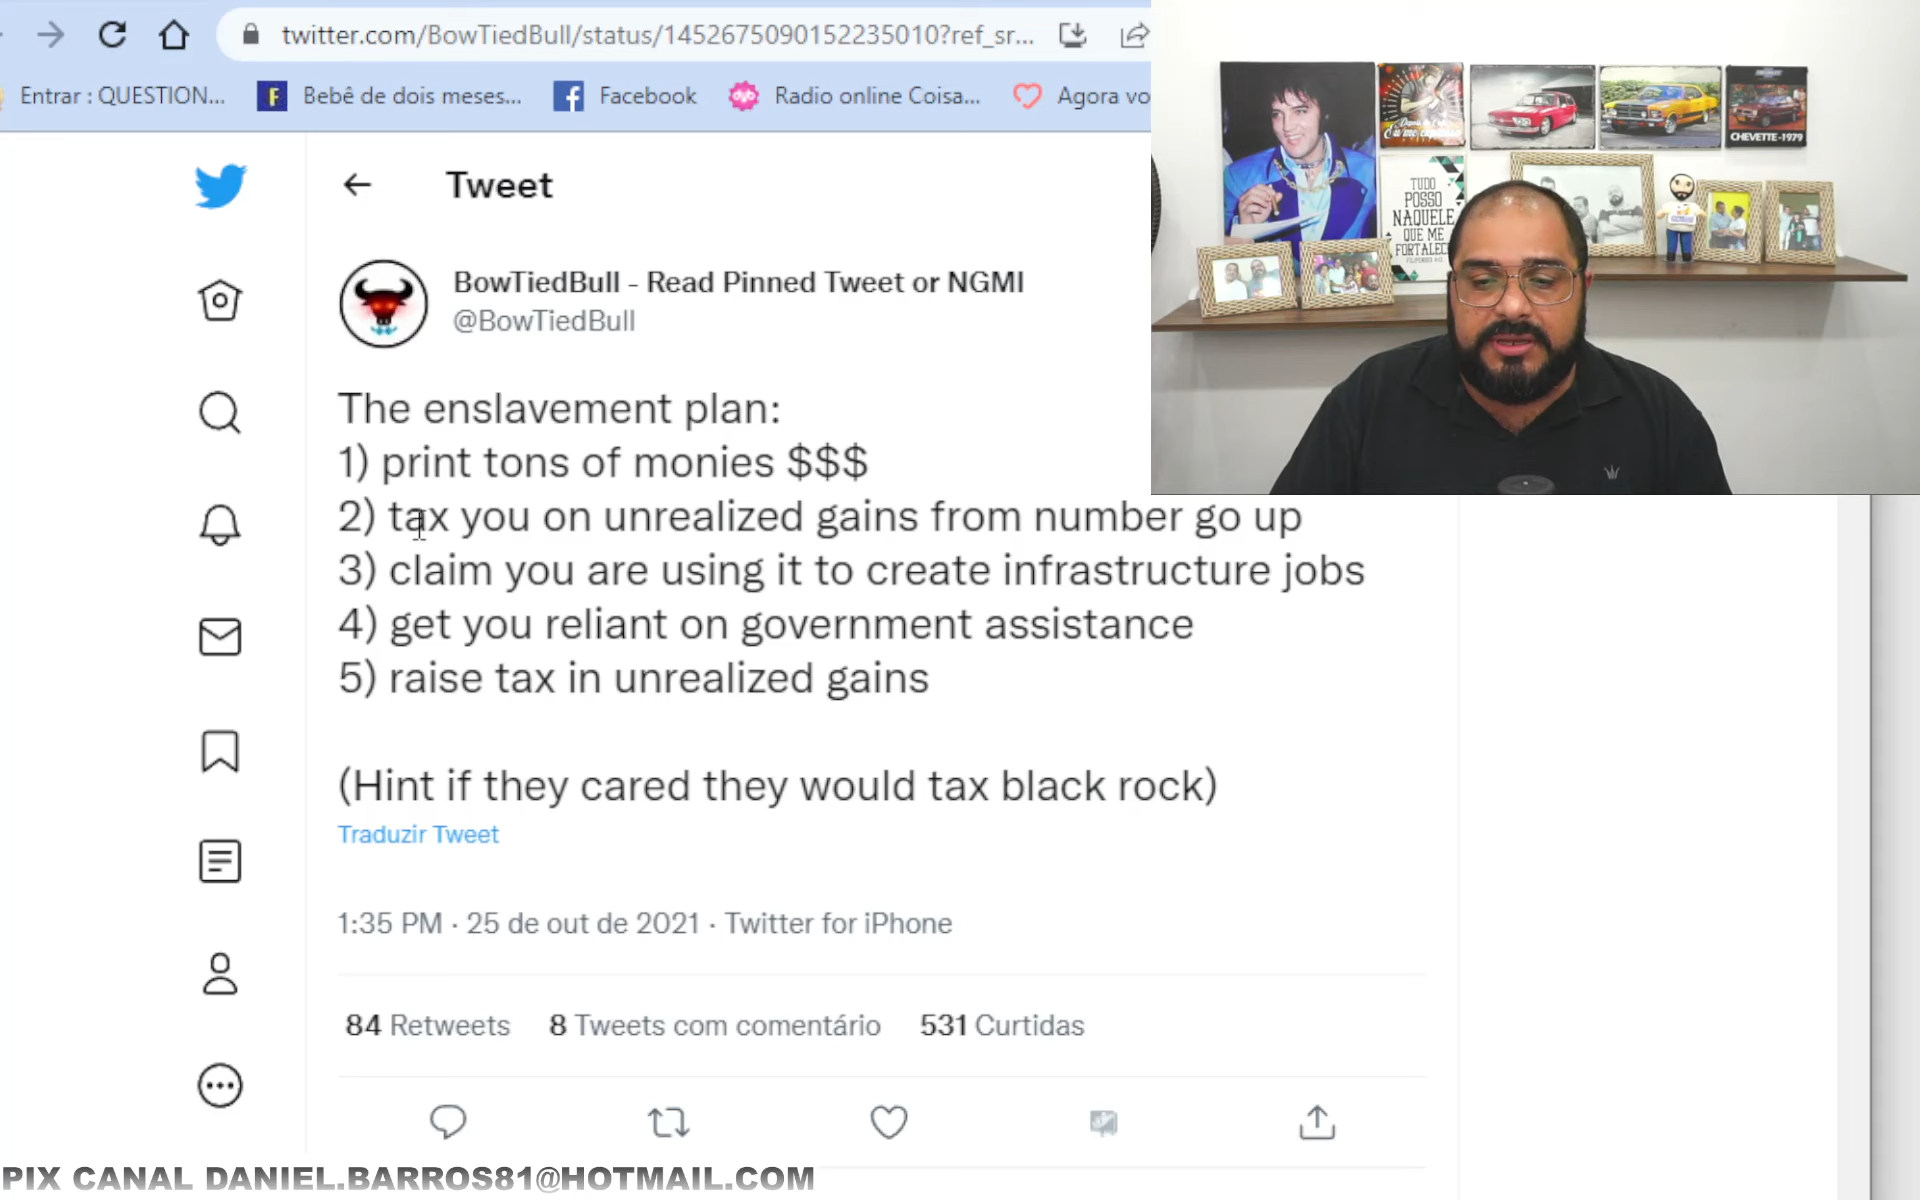 twitter.com/BowTiedBull/status/1452675090152235010?ref_sr...
Entrar : QUESTION... Bebê de dois meses... Facebook Radio online Coisa... Agora vo
Tweet
BowTiedBull - Read Pinned Tweet or NGMI
@BowTiedBull
The enslavement plan:
1) print tons of monies $$$
2) tax you on unrealized gains from number go up
3) claim you are using it to create infrastructure jobs
4) get you reliant on government assistance
5) raise tax in unrealized gains
(Hint if they cared they would tax black rock)
Traduzir Tweet
1:35 PM · 25 de out de 2021 · Twitter for iPhone
84 Retweets 8 Tweets com comentário 531 Curtidas
PIX CANAL DANIEL.BARROS81@HOTMAIL.COM
CHEVETTE-1979
TUDO
POSSO
NAQUELE
QUE ME
FORTALECE